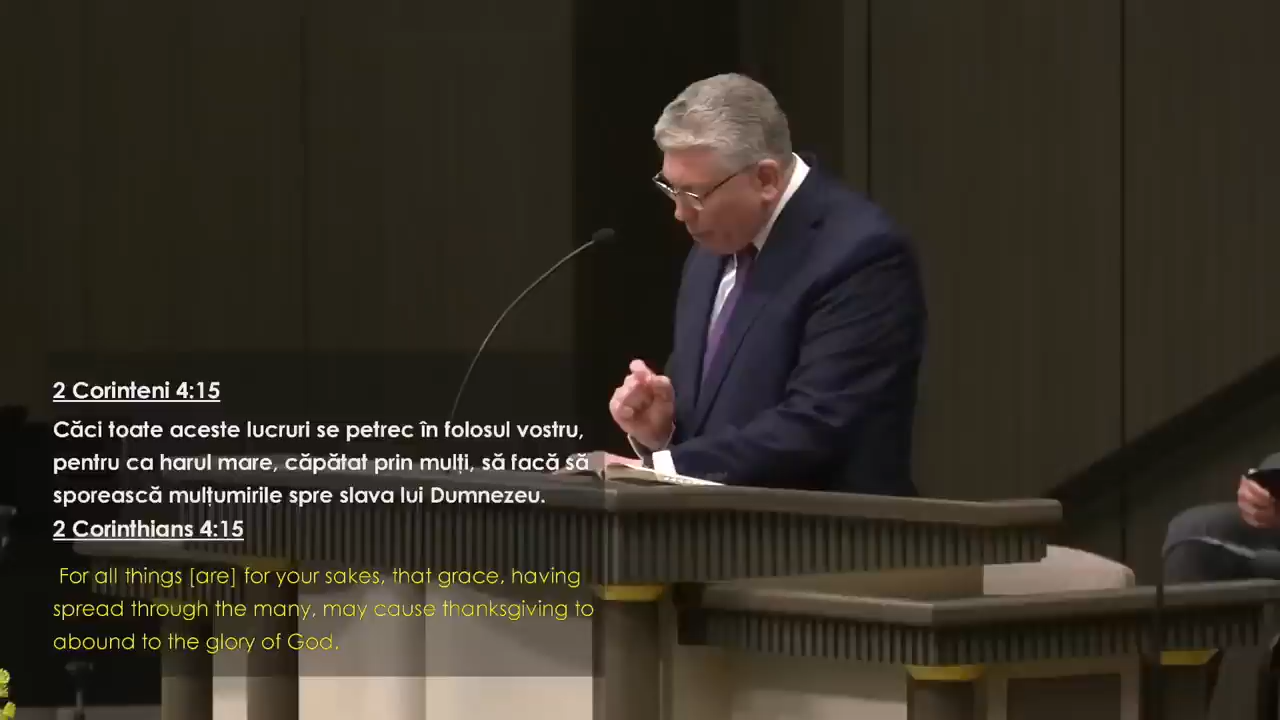 2 Corinteni 4:15
Căci toate aceste lucruri se petrec în folosul vostru,
pentru ca harul mare, căpătat prin mulți, să facă să
sporească mulțumirile spre slava lui Dumnezeu.
2 Corinthians 4:15
For all things [are] for your sakes, that grace, having
spread through the many, may cause thanksgiving to
abound to the glory of God.